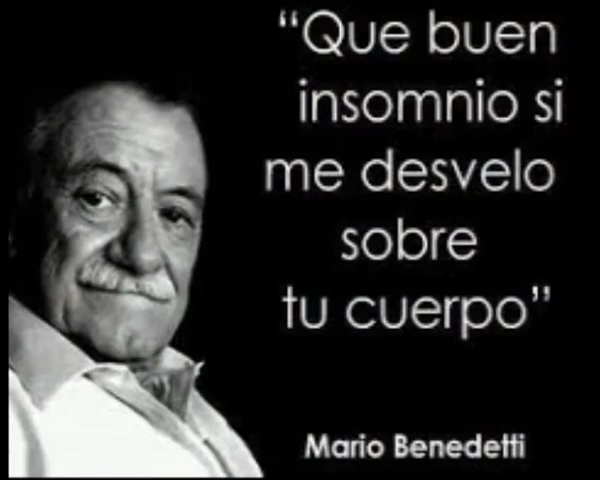 “Que buen
insomnio si
me desvelo
sobre
tu cuerpo”
Mario Benedetti